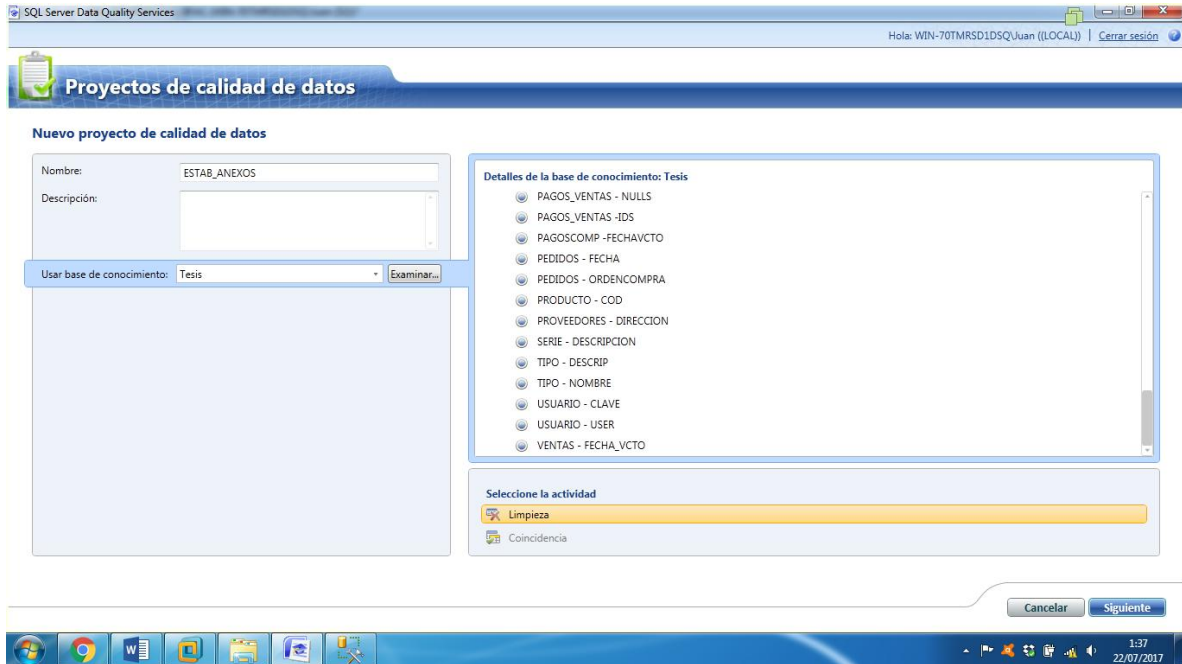 SQL Server Data Quality Services
Hola: WIN-70TMRSD1DSQ\Juan ((LOCAL)) | Cerrar sesión
Proyectos de calidad de datos
Nuevo proyecto de calidad de datos
Nombre: ESTAB_ANEXOS
Descripción:
Usar base de conocimiento: Tesis Examinar...
Detalles de la base de conocimiento: Tesis
PAGOS_VENTAS - NULLS
PAGOS_VENTAS -IDS
PAGOSCOMP -FECHAVCTO
PEDIDOS - FECHA
PEDIDOS - ORDENCOMPRA
PRODUCTO - COD
PROVEEDORES - DIRECCION
SERIE - DESCRIPCION
TIPO - DESCRIP
TIPO - NOMBRE
USUARIO - CLAVE
USUARIO - USER
VENTAS - FECHA_VCTO
Seleccione la actividad
Limpieza
Coincidencia
Cancelar Siguiente
1:37
22/07/2017